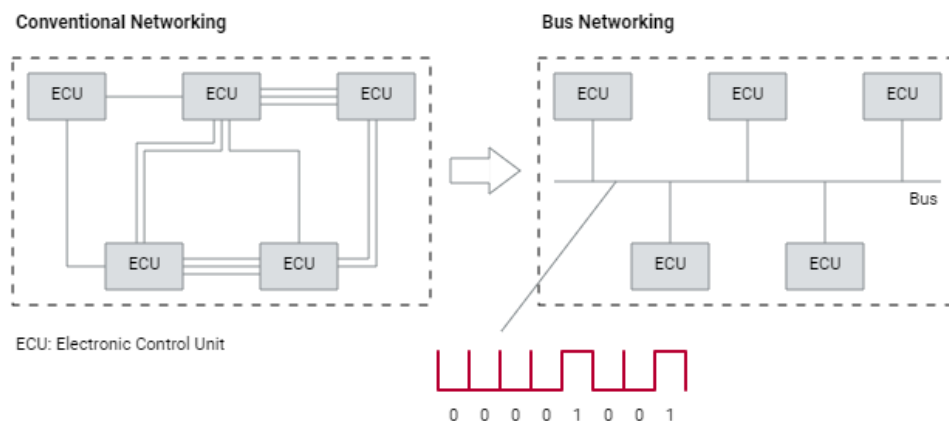 Conventional Networking
ECU
ECU
ECU
ECU
ECU
ECU: Electronic Control Unit
Bus Networking
ECU
ECU
ECU
Bus
ECU
ECU
0 0 0 0 1 0 0 1